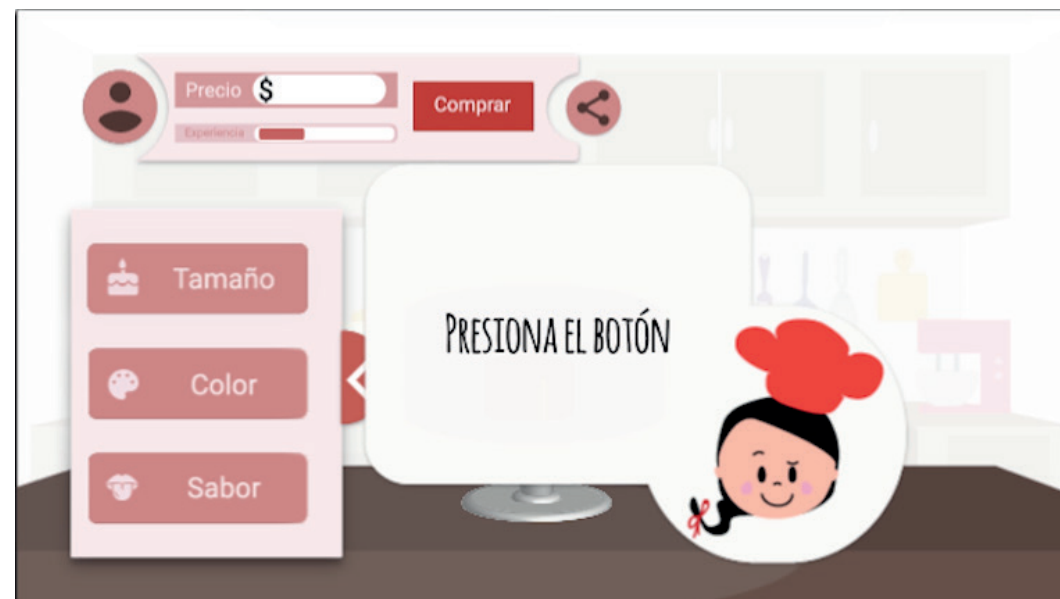 Precio $
Comprar
Experiencia
Tamaño
Color
Sabor
Presiona el botón